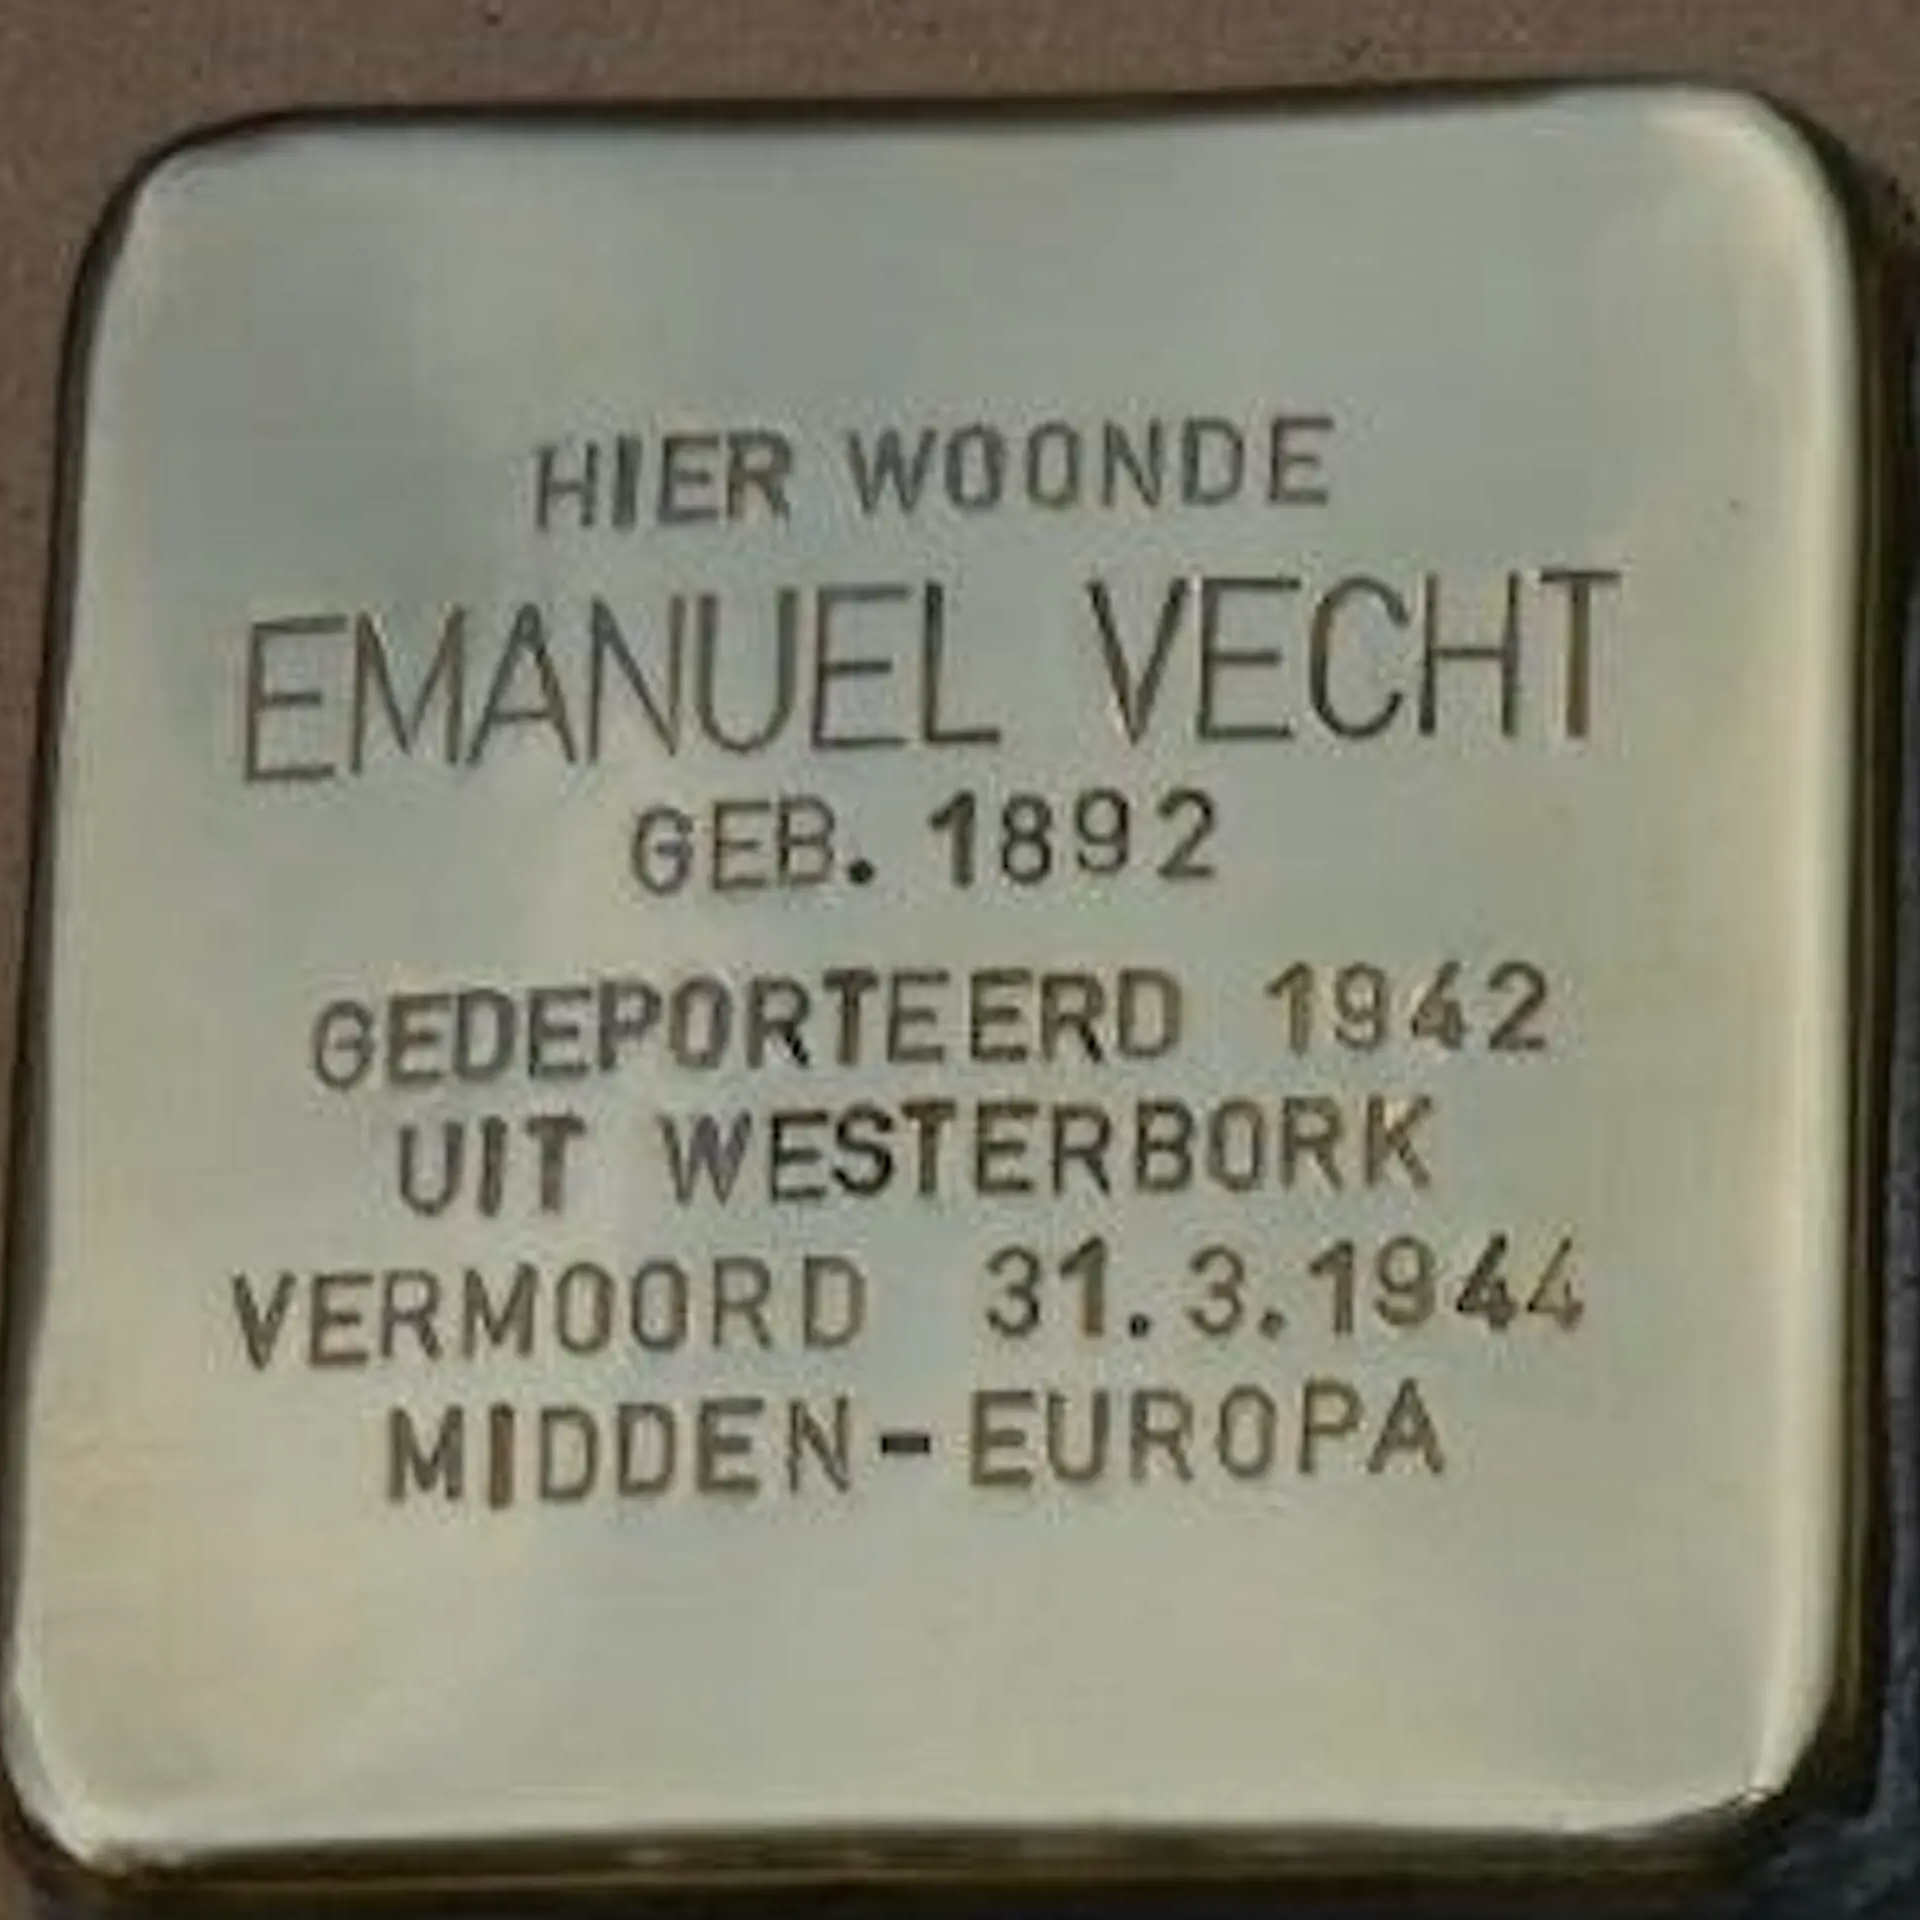 HIER WOONDE
EMANUEL VECHT
GEB. 1892
GEDEPORTEERD 1942
UIT WESTERBORK
VERMOORD 31.3.1944
MIDDEN-EUROPA